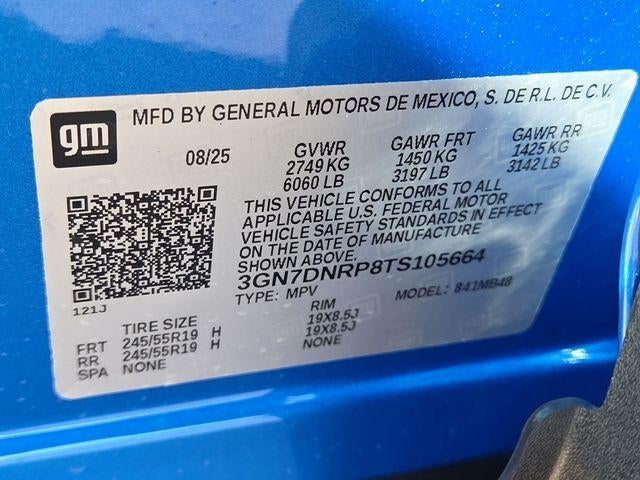 gm
MFD BY GENERAL MOTORS DE MEXICO, S. DE R.L. DE C.V.
08/25 GVWR GAWR FRT GAWR RR
2749 KG 1450 KG 1425 KG
6060 LB 3197 LB 3142 LB
THIS VEHICLE CONFORMS TO ALL
APPLICABLE U.S. FEDERAL MOTOR
VEHICLE SAFETY STANDARDS IN EFFECT
ON THE DATE OF MANUFACTURE
SHOWN ABOVE.
3GN7DNRP8TS105664
TYPE: MPV MODEL: 841MB48
121J
TIRE SIZE RIM
FRT 245/55R19 H 19X8.5J
RR 245/55R19 H 19X8.5J
SPA NONE NONE